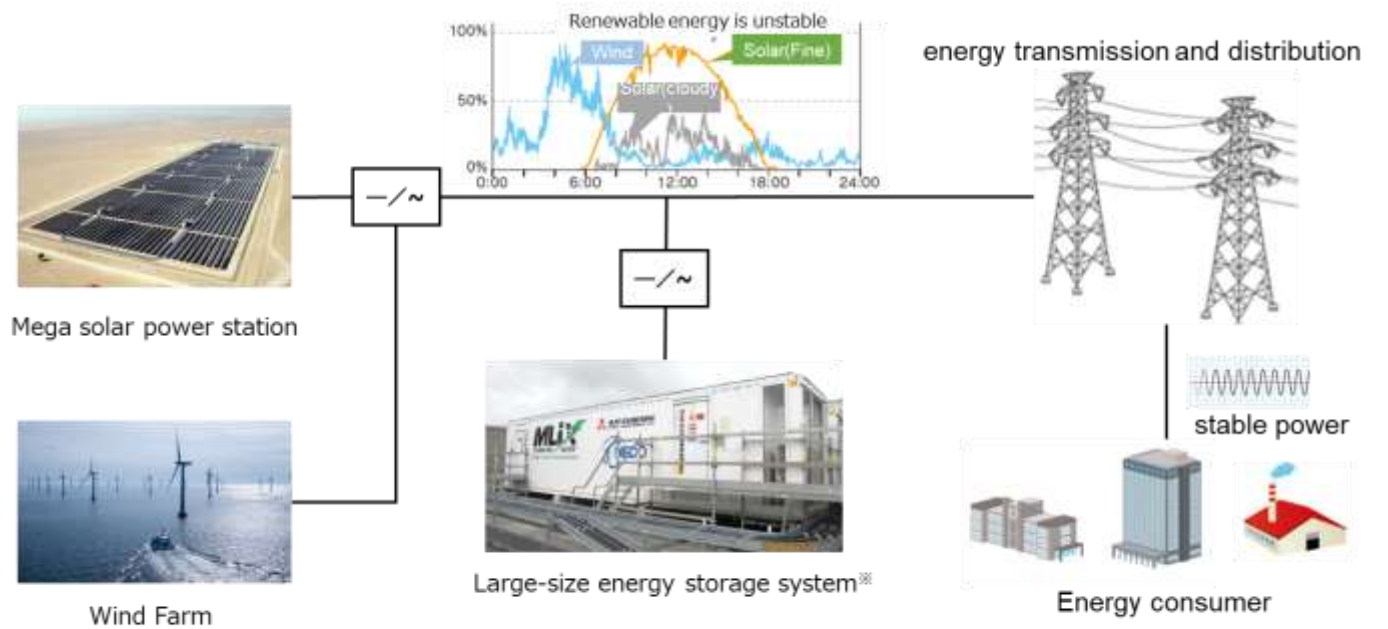 Renewable energy is unstable
100%
50%
0%
Wind
Solar(Fine)
Solar(cloudy
0:00 6:00 12:00 18:00 24:00
energy transmission and distribution
—/~
—/~
Mega solar power station
MLiX
NEDO
Large-size energy storage system※
Wind Farm
stable power
Energy consumer